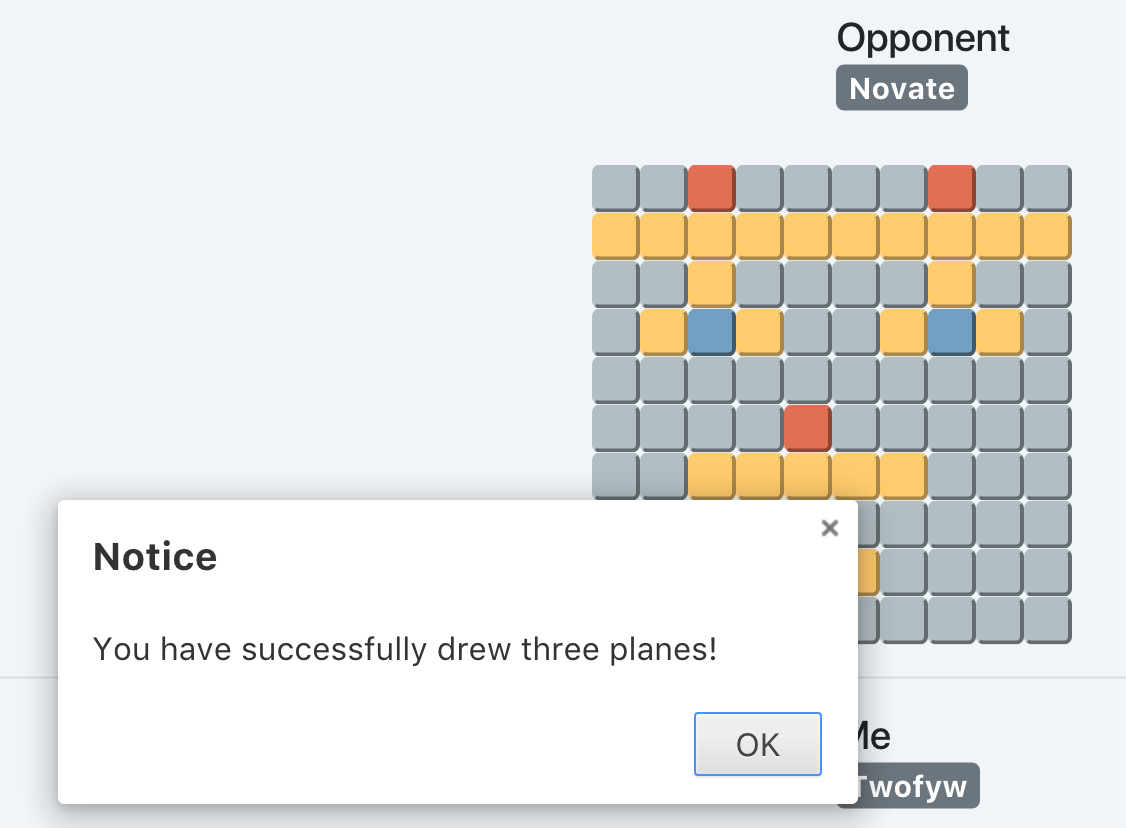 Opponent
Novate
Notice
You have successfully drew three planes!
OK
Me
Twofyw